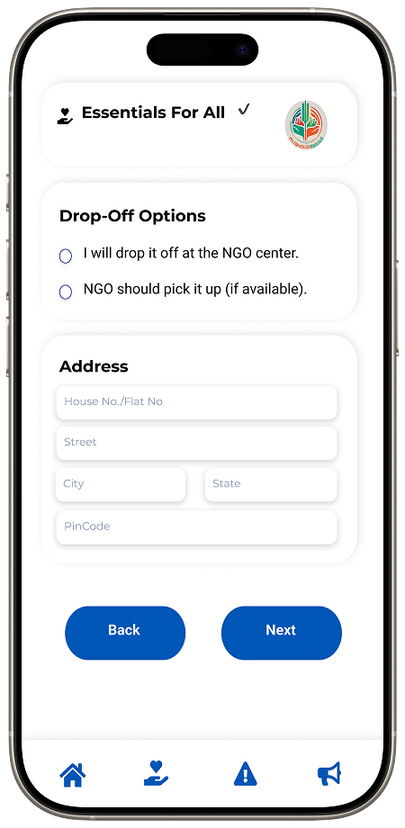 Essentials For All ✓
Drop-Off Options
I will drop it off at the NGO center.
NGO should pick it up (if available).
Address
House No./Flat No
Street
City State
PinCode
Back Next